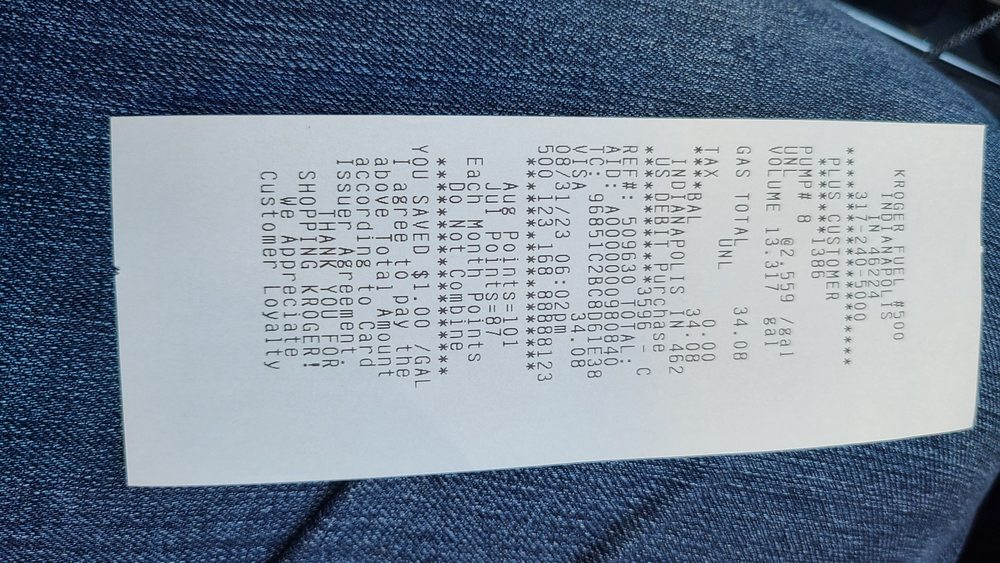 KROGER FUEL #500
INDIANAPOLIS
IN 46224
317-240-5000
************************
PLUS CUSTOMER
*******1386
PUMP# 8
UNL @2.559 /gal
VOLUME 13.317 gal
GAS TOTAL 34.08
UNL
TAX 0.00
***BAL 34.08
INDIANAPOLIS IN 462
US DEBIT Purchase
************3596 - C
REF#: 509630 TOTAL:
AID: A0000000980840
TC: 96851C2BC8D61E38
VISA 34.08
08/31/23 06:02pm
500 123 168 88888123
************************
Aug Points=101
Jul Points=87
Each Month Points
Do Not Combine
************************
YOU SAVED $1.00 /GAL
I agree to pay the
above Total Amount
according to Card
Issuer Agreement
THANK YOU FOR
SHOPPING KROGER!
We Appreciate
Customer Loyalty